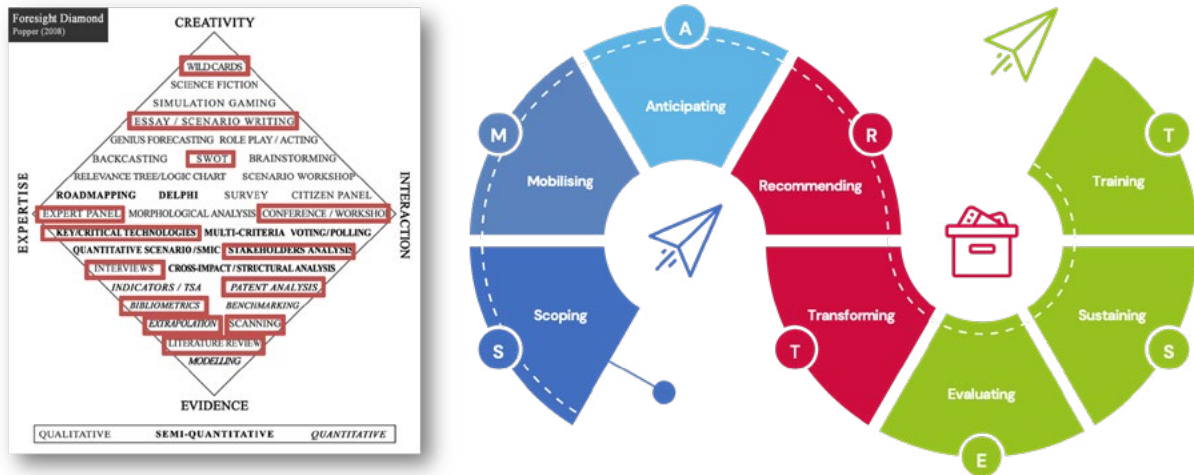 Foresight Diamond
Popper (2008)
CREATIVITY
WILD CARDS
SCIENCE FICTION
SIMULATION GAMING
ESSAY / SCENARIO WRITING
GENIUS FORECASTING ROLE PLAY / ACTING
BACKCASTING SWOT BRAINSTORMING
RELEVANCE TREE/LOGIC CHART SCENARIO WORKSHOP
ROADMAPPING DELPHI SURVEY CITIZEN PANEL
EXPERT PANEL MORPHOLOGICAL ANALYSIS CONFERENCE / WORKSHO
KEY/CRITICAL TECHNOLOGIES MULTI-CRITERIA VOTING/POLLING
QUANTITATIVE SCENARIO /SMIC STAKEHOLDERS ANALYSIS
INTERVIEWS CROSS-IMPACT / STRUCTURAL ANALYSIS
INDICATORS / TSA PATENT ANALYSIS
BIBLIOMETRICS BENCHMARKING
EXTRAPOLATION SCANNING
LITERATURE REVIEW
MODELLING
EVIDENCE
EXPERTISE
INTERACTION
QUALITATIVE SEMI-QUANTITATIVE QUANTITATIVE
S
Scoping
M
Mobilising
A
Anticipating
R
Recommending
T
Transforming
E
Evaluating
S
Sustaining
T
Training